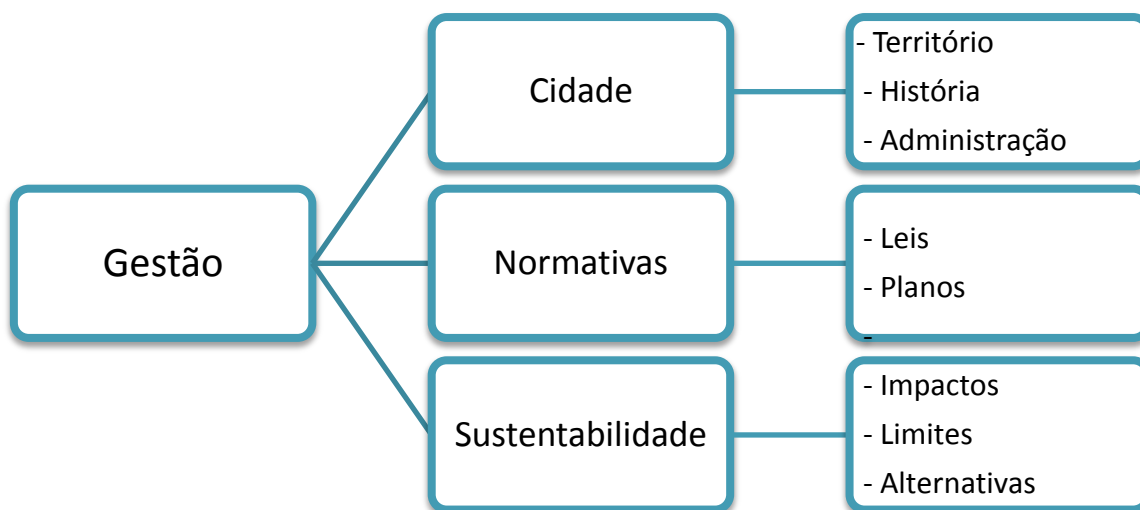 Gestão
Cidade
- Território
- História
- Administração
Normativas
- Leis
- Planos
-
Sustentabilidade
- Impactos
- Limites
- Alternativas